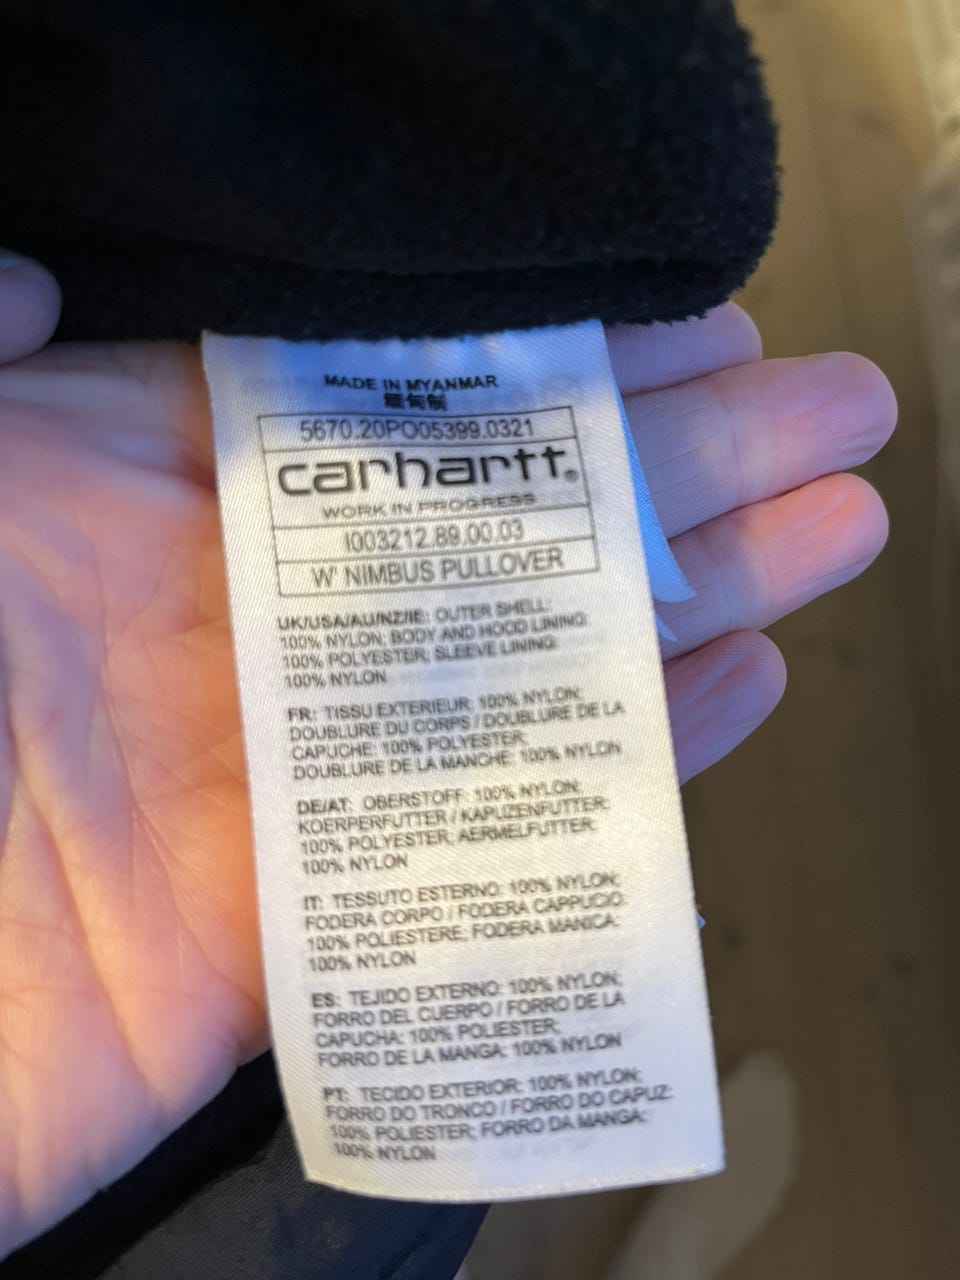 MADE IN MYANMAR
缅甸制
5670.20PO05399.0321
carhartt®
WORK IN PROGRESS
I003212.89.00.03
W' NIMBUS PULLOVER
UK/USA/AU/NZ/IE: OUTER SHELL:
100% NYLON; BODY AND HOOD LINING:
100% POLYESTER; SLEEVE LINING:
100% NYLON
FR: TISSU EXTERIEUR: 100% NYLON;
DOUBLURE DU CORPS / DOUBLURE DE LA
CAPUCHE: 100% POLYESTER;
DOUBLURE DE LA MANCHE: 100% NYLON
DE/AT: OBERSTOFF: 100% NYLON;
KOERPERFUTTER / KAPUZENFUTTER:
100% POLYESTER; AERMELFUTTER:
100% NYLON
IT: TESSUTO ESTERNO: 100% NYLON;
FODERA CORPO / FODERA CAPPUCIO:
100% POLIESTERE; FODERA MANICA:
100% NYLON
ES: TEJIDO EXTERNO: 100% NYLON;
FORRO DEL CUERPO / FORRO DE LA
CAPUCHA: 100% POLIESTER;
FORRO DE LA MANGA: 100% NYLON
PT: TECIDO EXTERIOR: 100% NYLON;
FORRO DO TRONCO / FORRO DO CAPUZ:
100% POLIESTER; FORRO DA MANGA:
100% NYLON